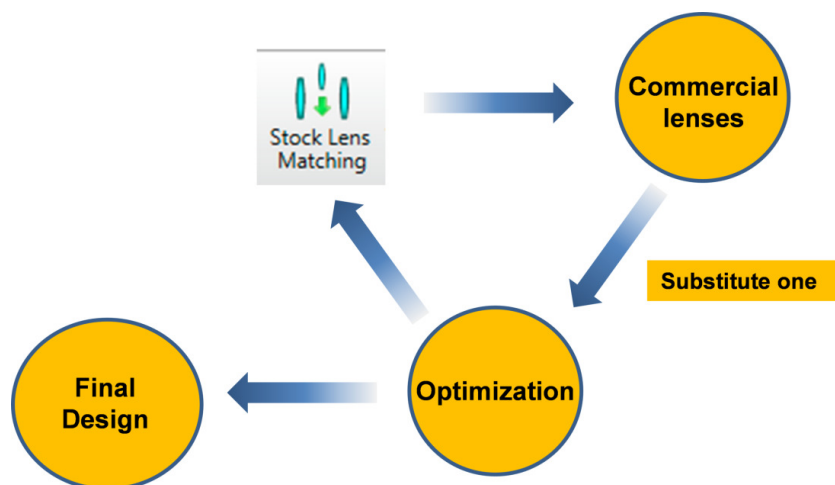 Stock Lens
Matching
Commercial
lenses
Substitute one
Optimization
Final
Design